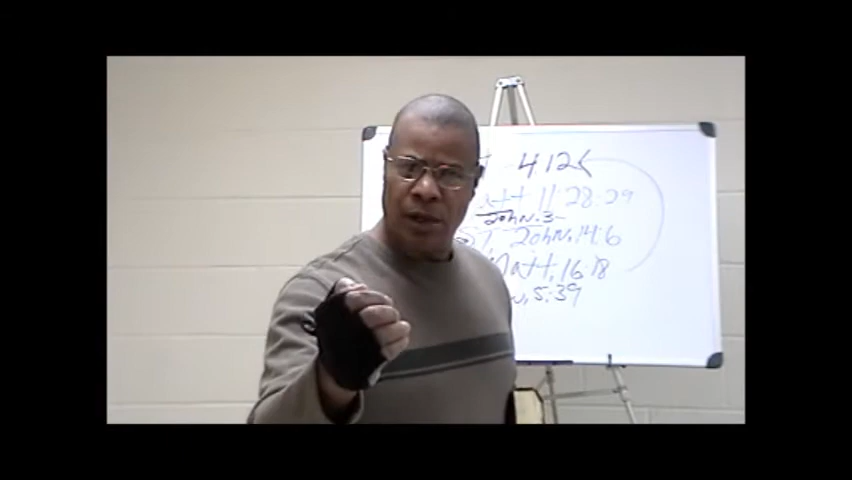 4:12
att 11:28-29
John. 3-
John. 14:6
Matt. 16:18
5:39